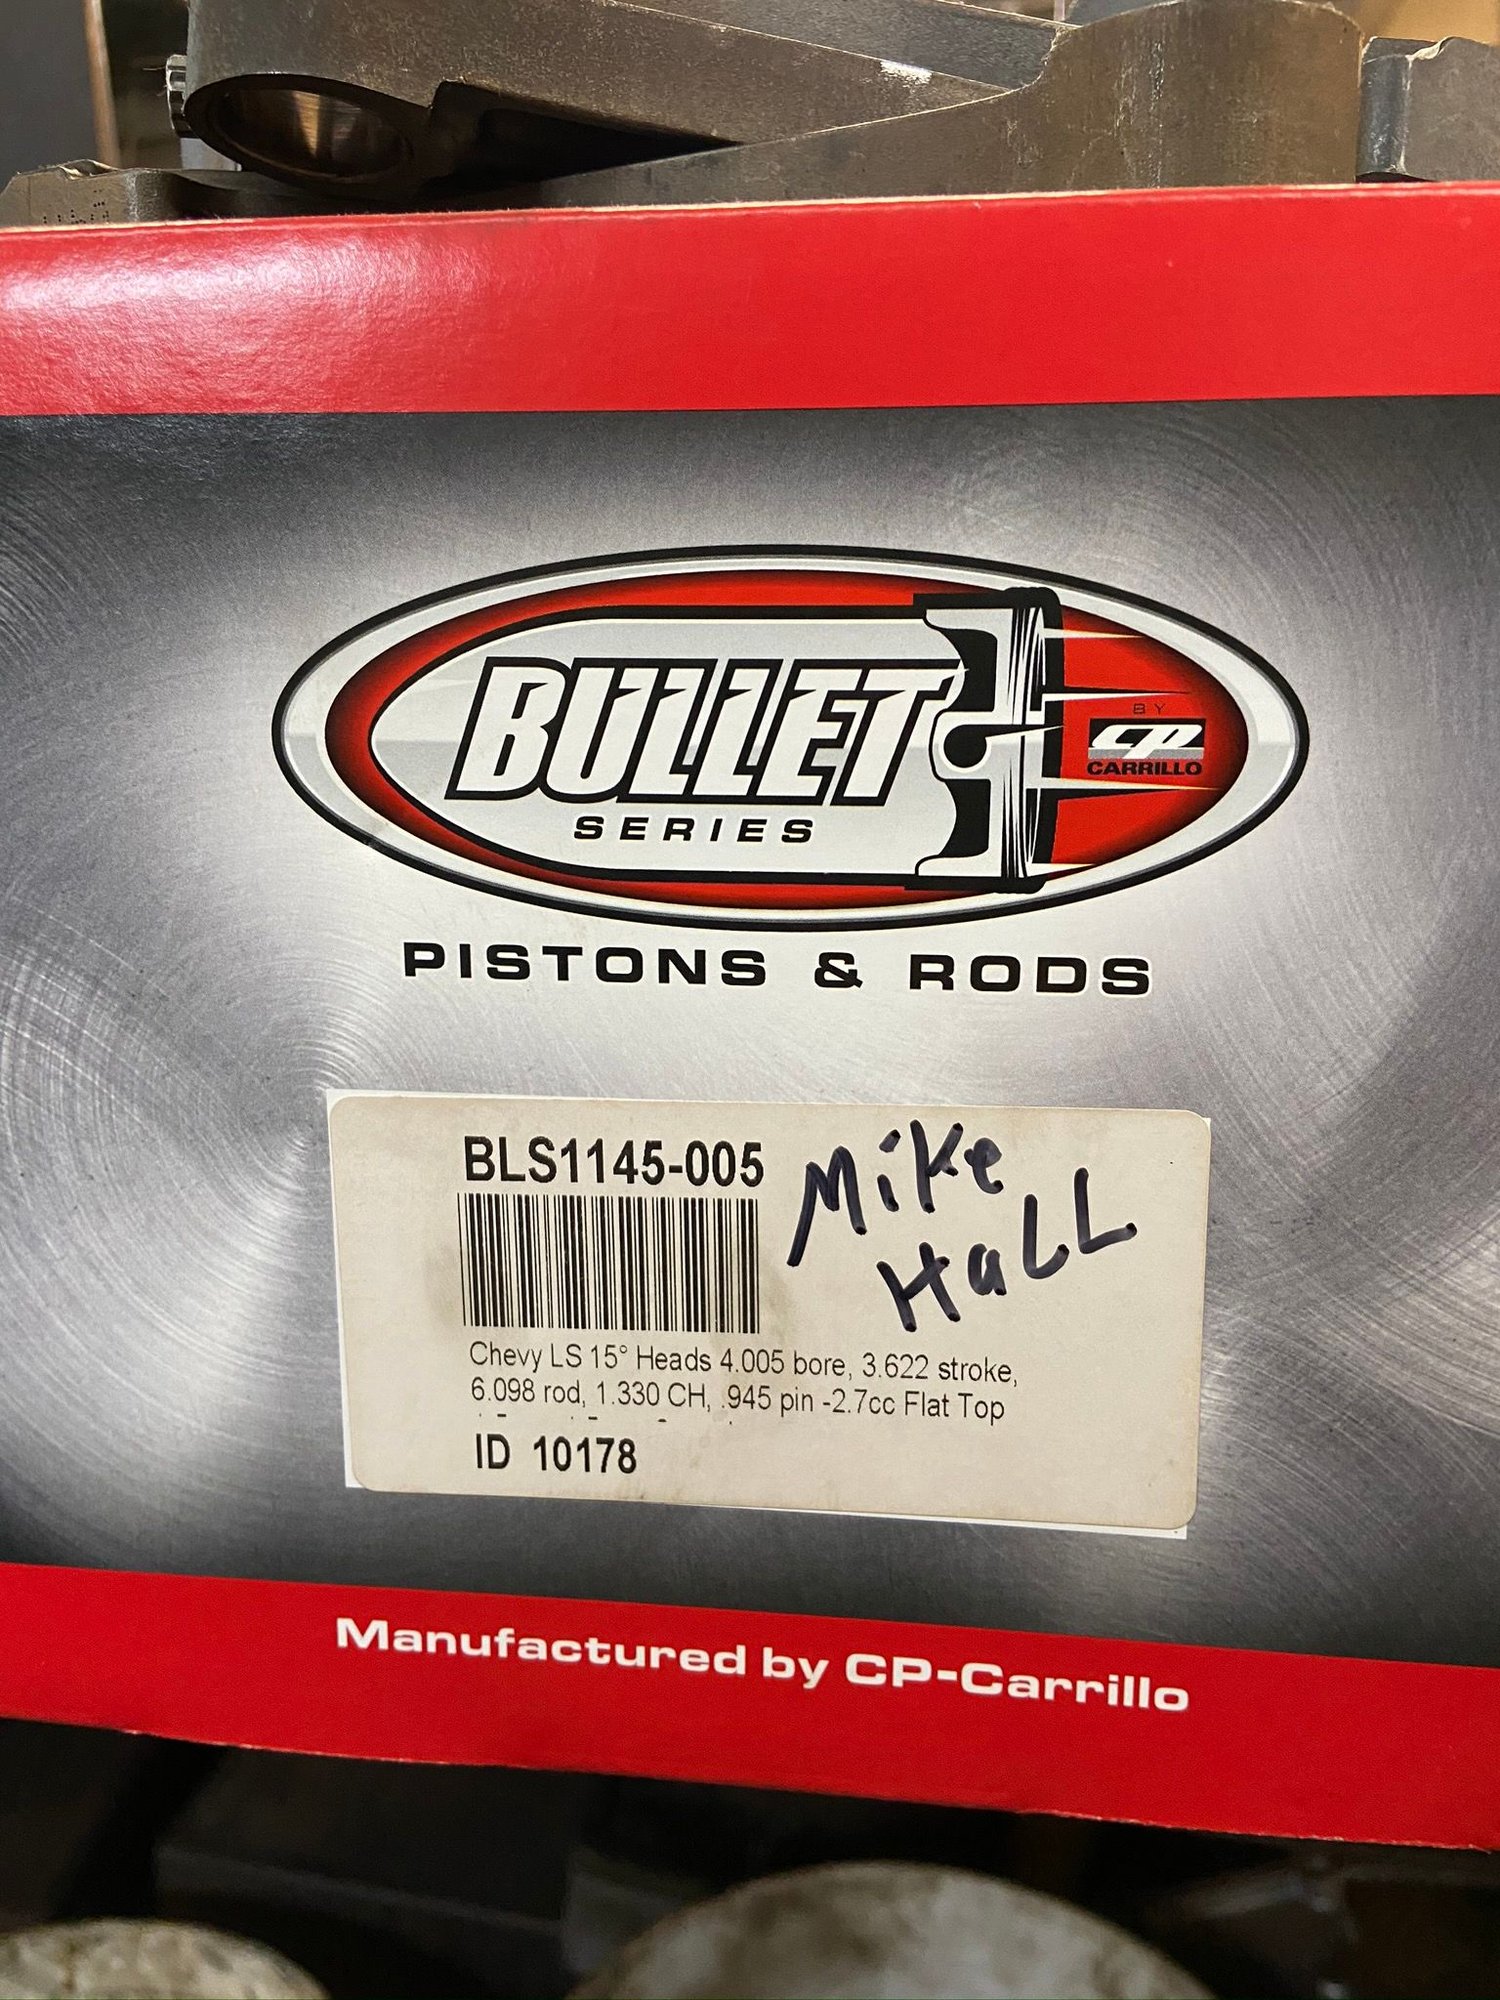 BULLET
SERIES
BY
CP
CARRILLO
PISTONS & RODS
BLS1145-005
Mike
Hall
Chevy LS 15° Heads 4.005 bore, 3.622 stroke,
6.098 rod, 1.330 CH, .945 pin -2.7cc Flat Top
ID 10178
Manufactured by CP-Carrillo